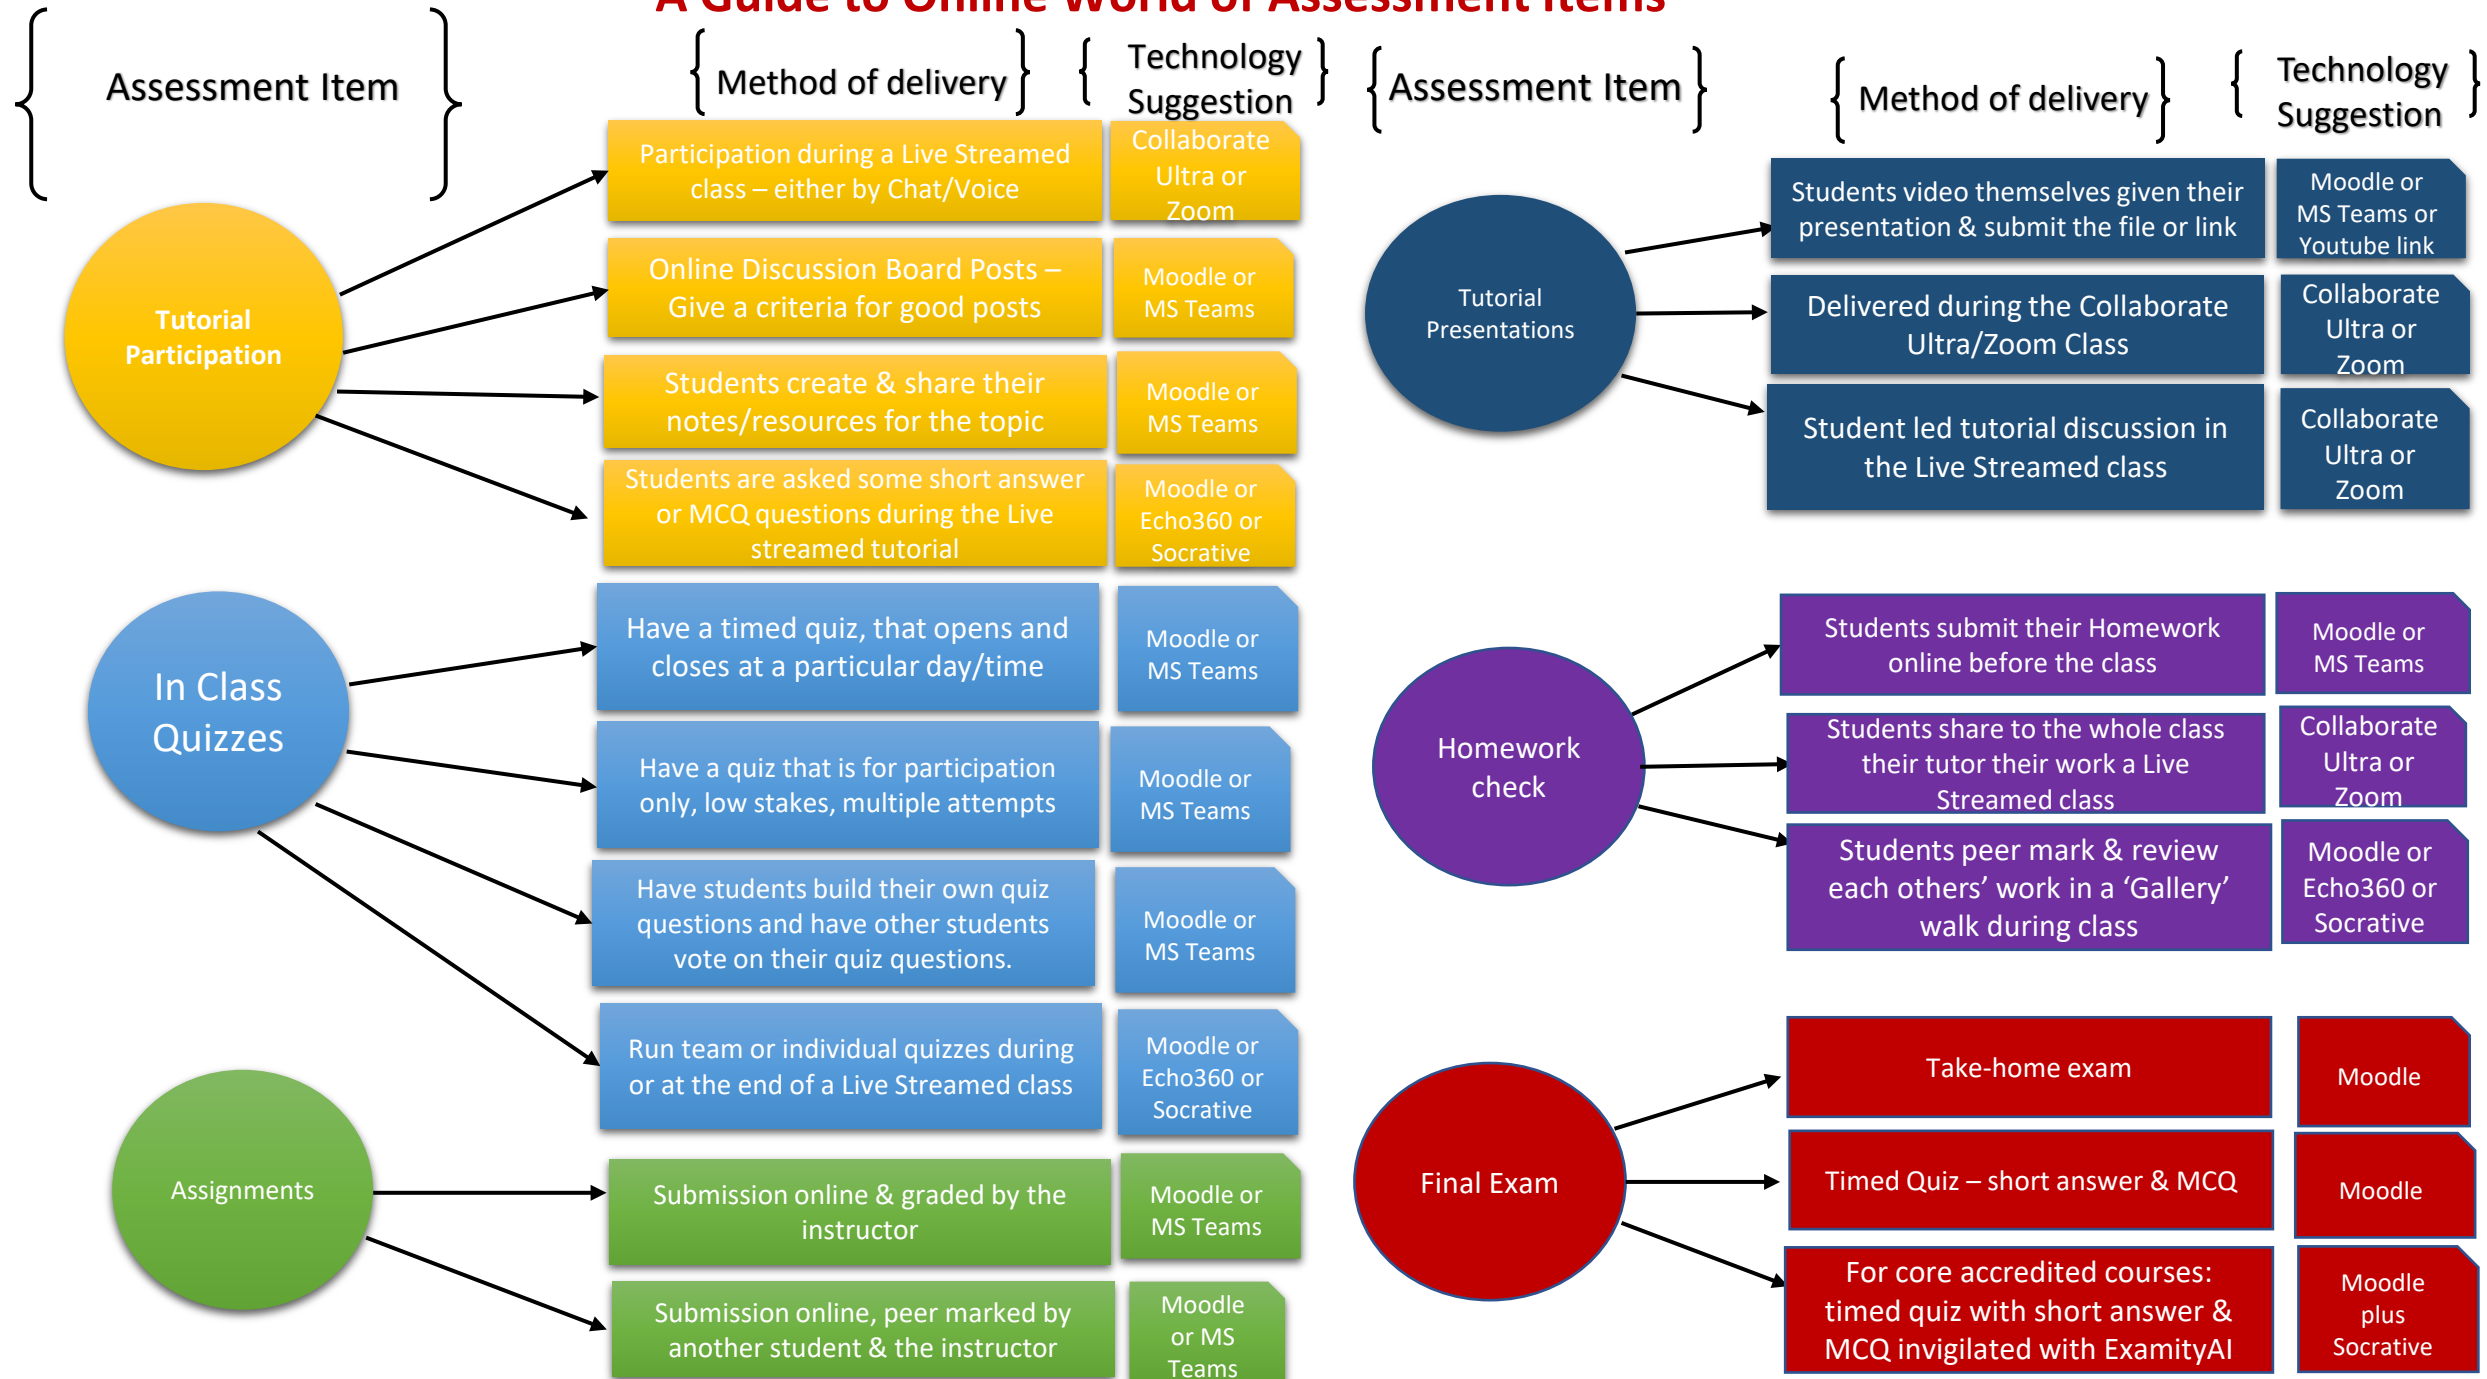 A Guide to Online World of Assessment Items
Assessment Item
Method of delivery
Technology
Suggestion
Tutorial
Participation
Participation during a Live Streamed
class – either by Chat/Voice
Collaborate
Ultra or
Zoom
Online Discussion Board Posts –
Give a criteria for good posts
Moodle or
MS Teams
Students create & share their
notes/resources for the topic
Moodle or
MS Teams
Students are asked some short answer
or MCQ questions during the Live
streamed tutorial
Moodle or
Echo360 or
Socrative
In Class
Quizzes
Have a timed quiz, that opens and
closes at a particular day/time
Moodle or
MS Teams
Have a quiz that is for participation
only, low stakes, multiple attempts
Moodle or
MS Teams
Have students build their own quiz
questions and have other students
vote on their quiz questions.
Moodle or
MS Teams
Run team or individual quizzes during
or at the end of a Live Streamed class
Moodle or
Echo360 or
Socrative
Assignments
Submission online & graded by the
instructor
Moodle or
MS Teams
Submission online, peer marked by
another student & the instructor
Moodle
or MS
Teams
Assessment Item
Method of delivery
Technology
Suggestion
Tutorial
Presentations
Students video themselves given their
presentation & submit the file or link
Moodle or
MS Teams or
Youtube link
Delivered during the Collaborate
Ultra/Zoom Class
Collaborate
Ultra or
Zoom
Student led tutorial discussion in
the Live Streamed class
Collaborate
Ultra or
Zoom
Homework
check
Students submit their Homework
online before the class
Moodle or
MS Teams
Students share to the whole class
their tutor their work a Live
Streamed class
Collaborate
Ultra or
Zoom
Students peer mark & review
each others’ work in a ‘Gallery’
walk during class
Moodle or
Echo360 or
Socrative
Final Exam
Take-home exam
Moodle
Timed Quiz – short answer & MCQ
Moodle
For core accredited courses:
timed quiz with short answer &
MCQ invigilated with ExamityAI
Moodle
plus
Socrative